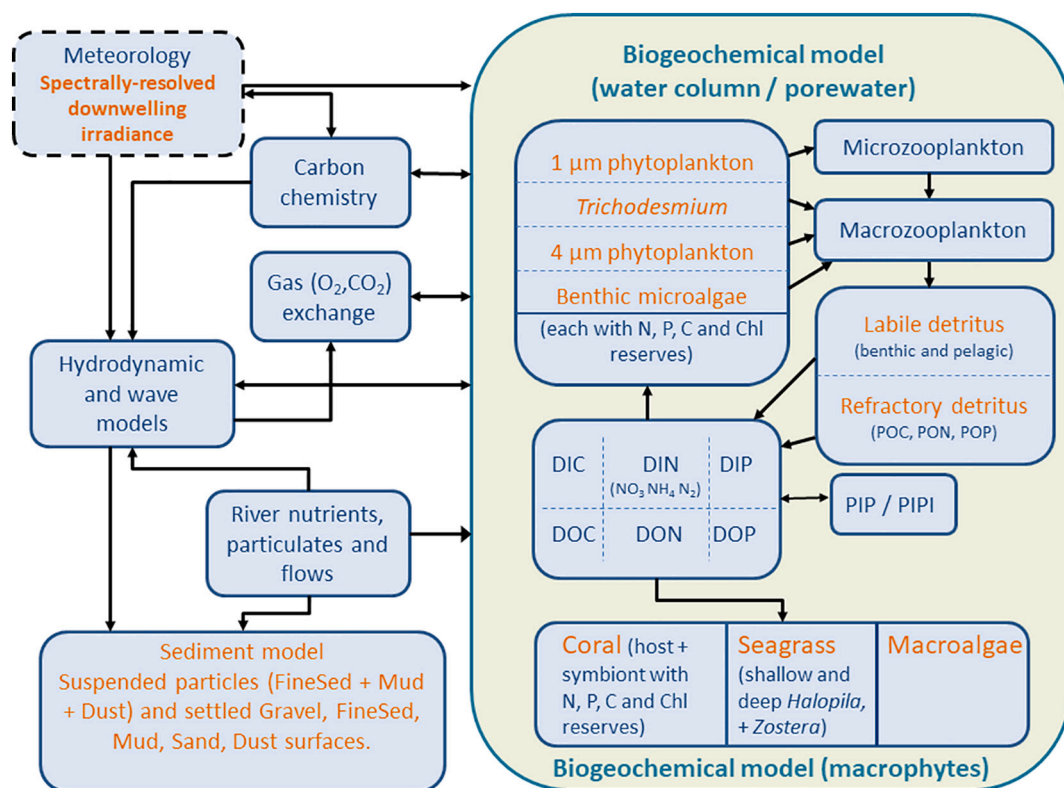 Meteorology
Spectrally-resolved
downwelling
irradiance
Carbon
chemistry
Gas (O₂,CO₂)
exchange
Hydrodynamic
and wave
models
River nutrients,
particulates and
flows
Sediment model
Suspended particles (FineSed + Mud
+ Dust) and settled Gravel, FineSed,
Mud, Sand, Dust surfaces.
Biogeochemical model
(water column / porewater)
1 µm phytoplankton
Trichodesmium
4 µm phytoplankton
Benthic microalgae
(each with N, P, C and Chl
reserves)
Microzooplankton
Macrozooplankton
Labile detritus
(benthic and pelagic)
Refractory detritus
(POC, PON, POP)
DIC
DIN
(NO₃ NH₄ N₂)
DIP
DOC
DON
DOP
PIP / PIPI
Coral (host +
symbiont with
N, P, C and Chl
reserves)
Seagrass
(shallow and
deep Halopila,
+ Zostera)
Macroalgae
Biogeochemical model (macrophytes)